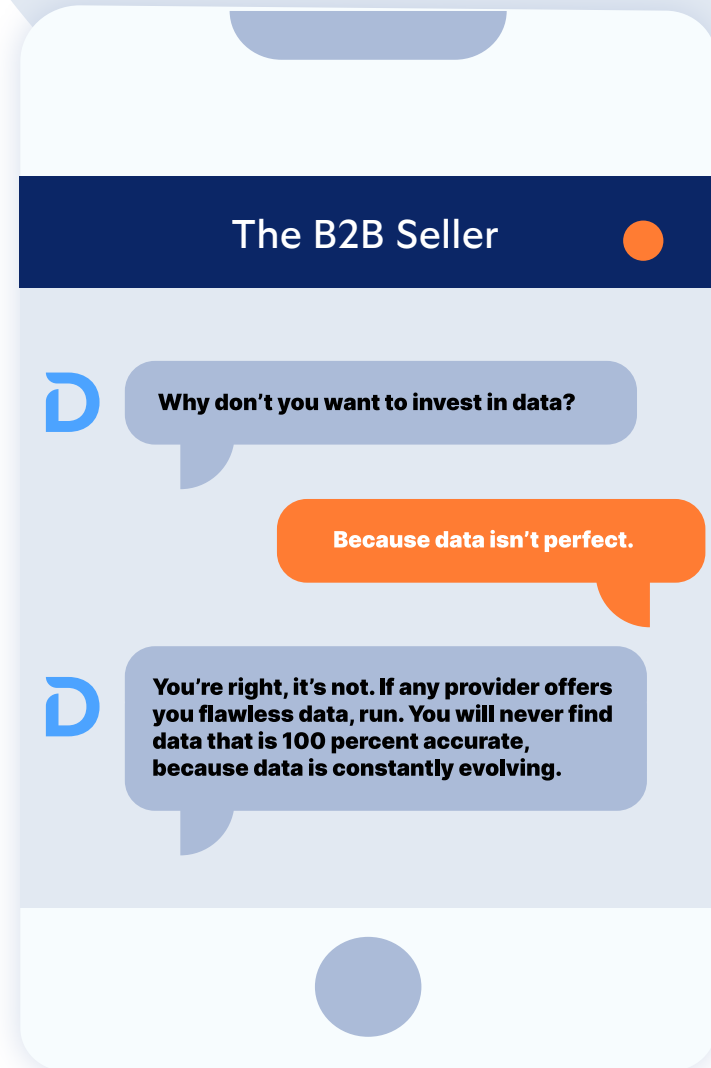 The B2B Seller
Why don’t you want to invest in data?
Because data isn’t perfect.
You’re right, it’s not. If any provider offers
you flawless data, run. You will never find
data that is 100 percent accurate,
because data is constantly evolving.